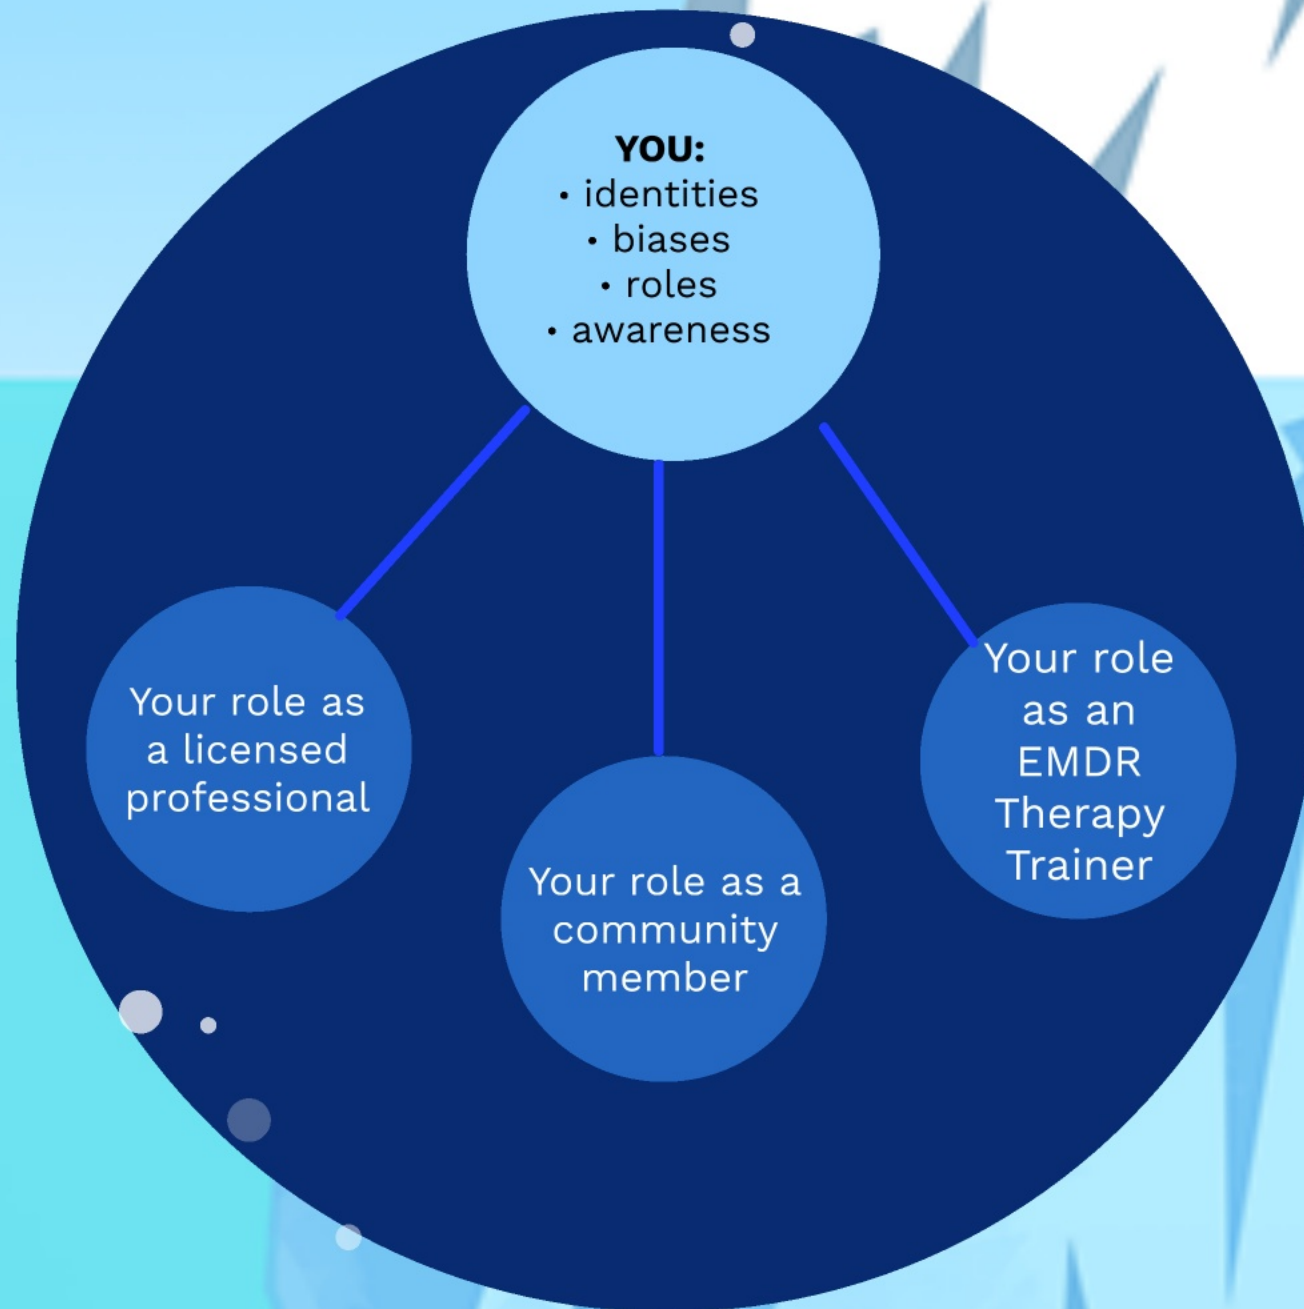 YOU:
• identities
• biases
• roles
• awareness
Your role as
a licensed
professional
Your role as a
community
member
Your role
as an
EMDR
Therapy
Trainer